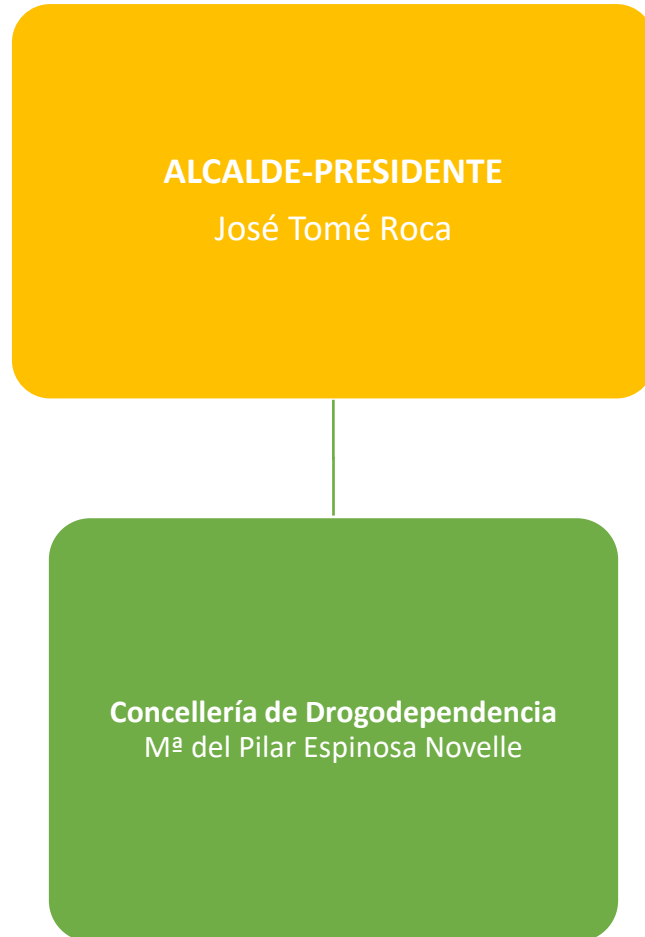 ALCALDE-PRESIDENTE
José Tomé Roca
Concellería de Drogodependencia
Mª del Pilar Espinosa Novelle